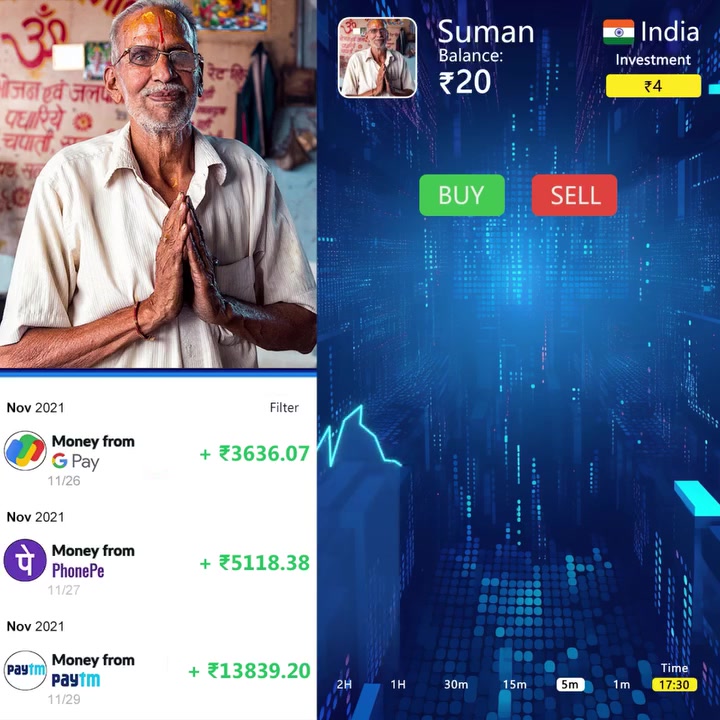 ॐ
भोजन एवं जलपा
पधारिये
चपाती
Nov 2021
Filter
Money from
G Pay
11/26
+ ₹3636.07
Nov 2021
पे
Money from
PhonePe
11/27
+ ₹5118.38
Nov 2021
paytm
Money from
paytm
11/29
+ ₹13839.20
Suman
Balance:
₹20
India
Investment
₹4
BUY
SELL
Time
2H
1H
30m
15m
5m
1m
17:30